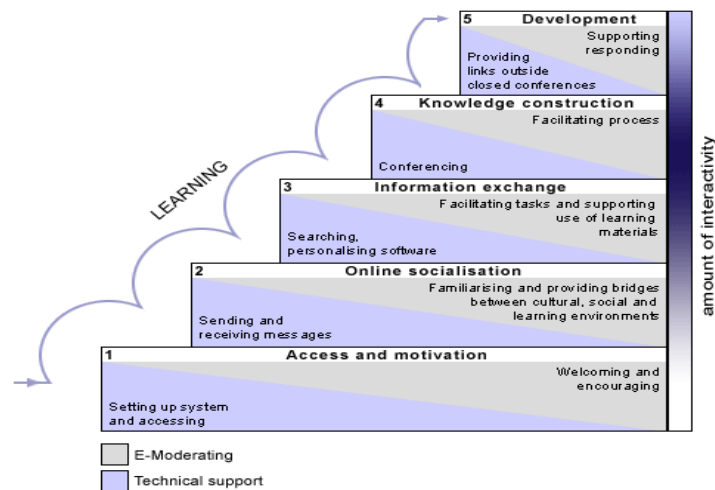 5 Development
Supporting
responding
Providing
links outside
closed conferences
4 Knowledge construction
Facilitating process
Conferencing
3 Information exchange
Facilitating tasks and supporting
use of learning
materials
Searching,
personalising software
2 Online socialisation
Familiarising and providing bridges
between cultural, social and
learning environments
Sending and
receiving messages
1 Access and motivation
Welcoming and
encouraging
Setting up system
and accessing
LEARNING
amount of interactivity
E-Moderating
Technical support